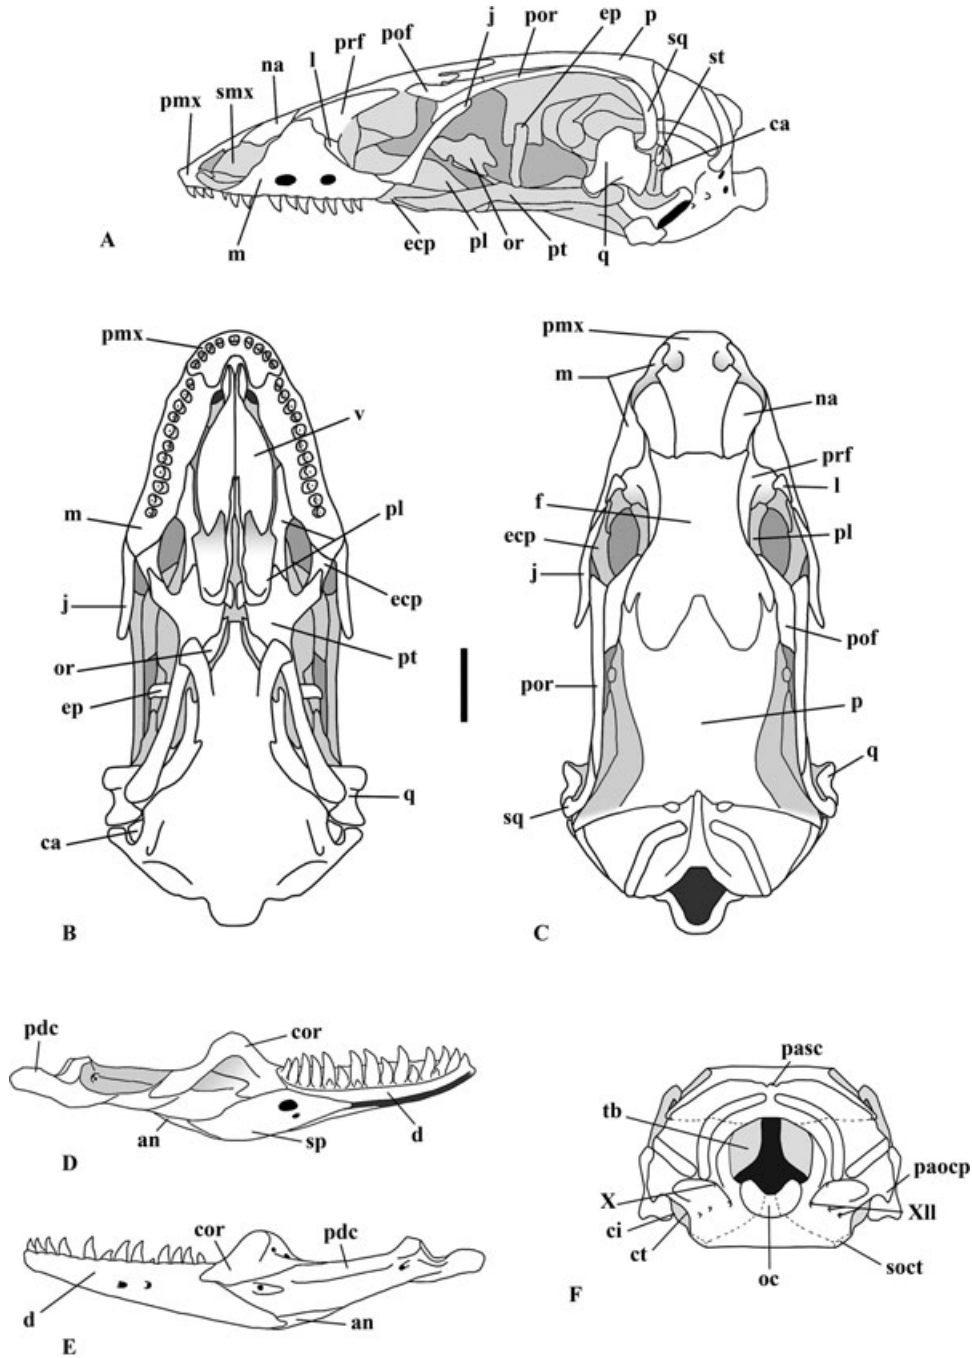 pmx
smx
na
l
prf
pof
j
por
ep
p
sq
st
ca
A
m
ecp
pl
or
pt
q
pmx
v
m
pl
j
ecp
or
pt
ep
q
ca
B
pmx
m
na
prf
l
f
ecp
pl
j
pof
por
p
q
sq
C
pdc
cor
an
sp
d
D
cor
pdc
d
an
E
pasc
tb
paocp
X
Xll
ci
ct
soct
oc
F